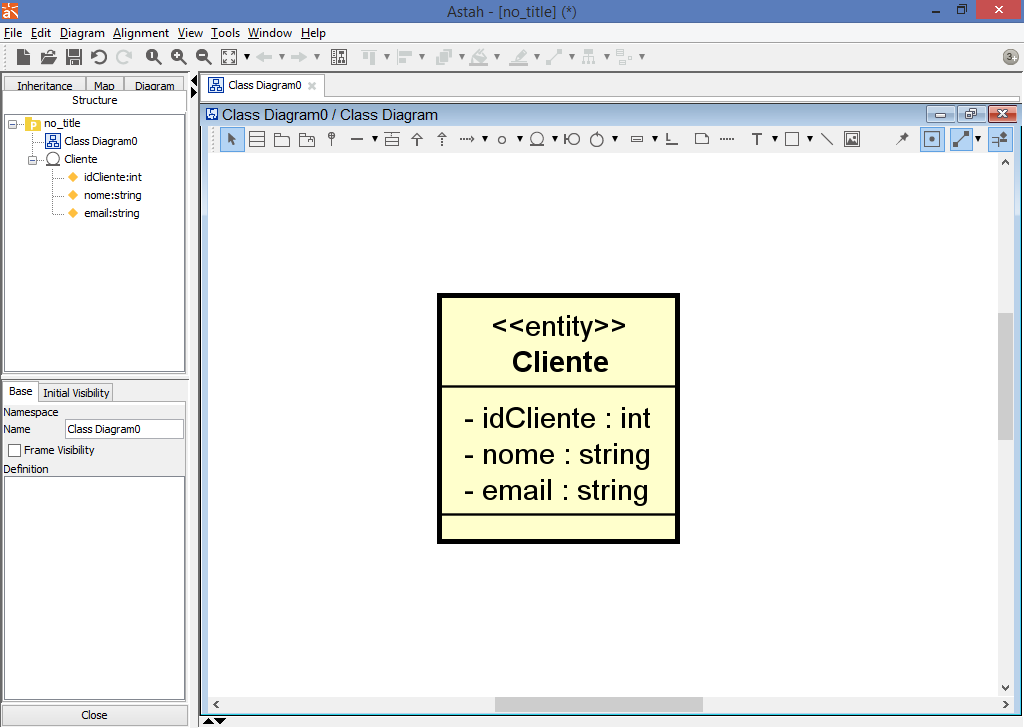 Astah - [no_title] (*)
File Edit Diagram Alignment View Tools Window Help
3
Inheritance Map Diagram
Structure
no_title
Class Diagram0
Cliente
idCliente:int
nome:string
email:string
Base Initial Visibility
Namespace
Name Class Diagram0
Frame Visibility
Definition
Close
Class Diagram0
Class Diagram0 / Class Diagram
<<entity>>
Cliente
- idCliente : int
- nome : string
- email : string